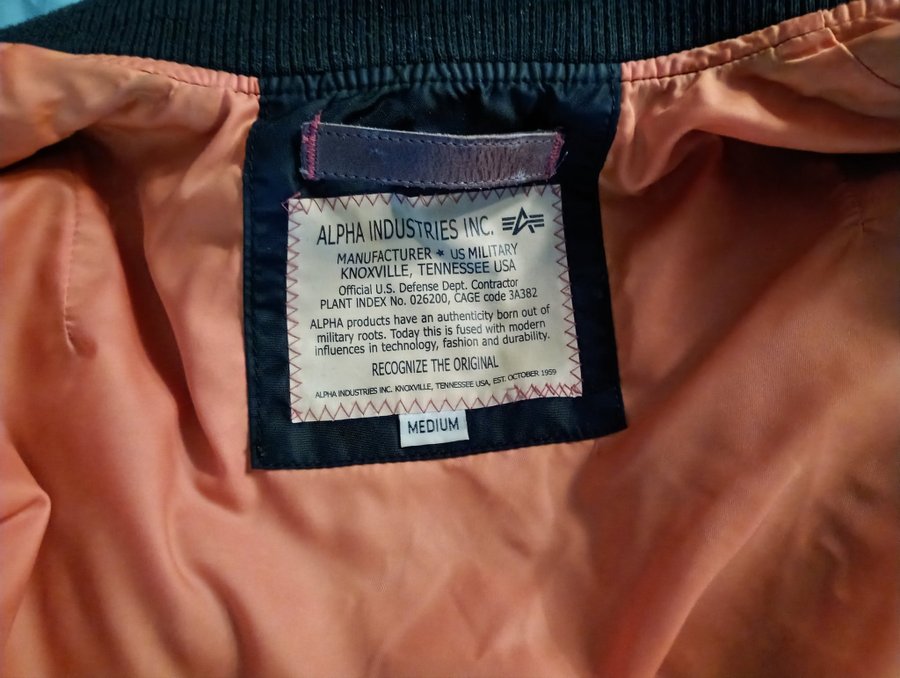 ALPHA INDUSTRIES INC.
MANUFACTURER * US MILITARY
KNOXVILLE, TENNESSEE USA
Official U.S. Defense Dept. Contractor
PLANT INDEX No. 026200, CAGE code 3A382
ALPHA products have an authenticity born out of
military roots. Today this is fused with modern
influences in technology, fashion and durability.
RECOGNIZE THE ORIGINAL
ALPHA INDUSTRIES INC. KNOXVILLE, TENNESSEE USA, EST. OCTOBER 1959
MEDIUM